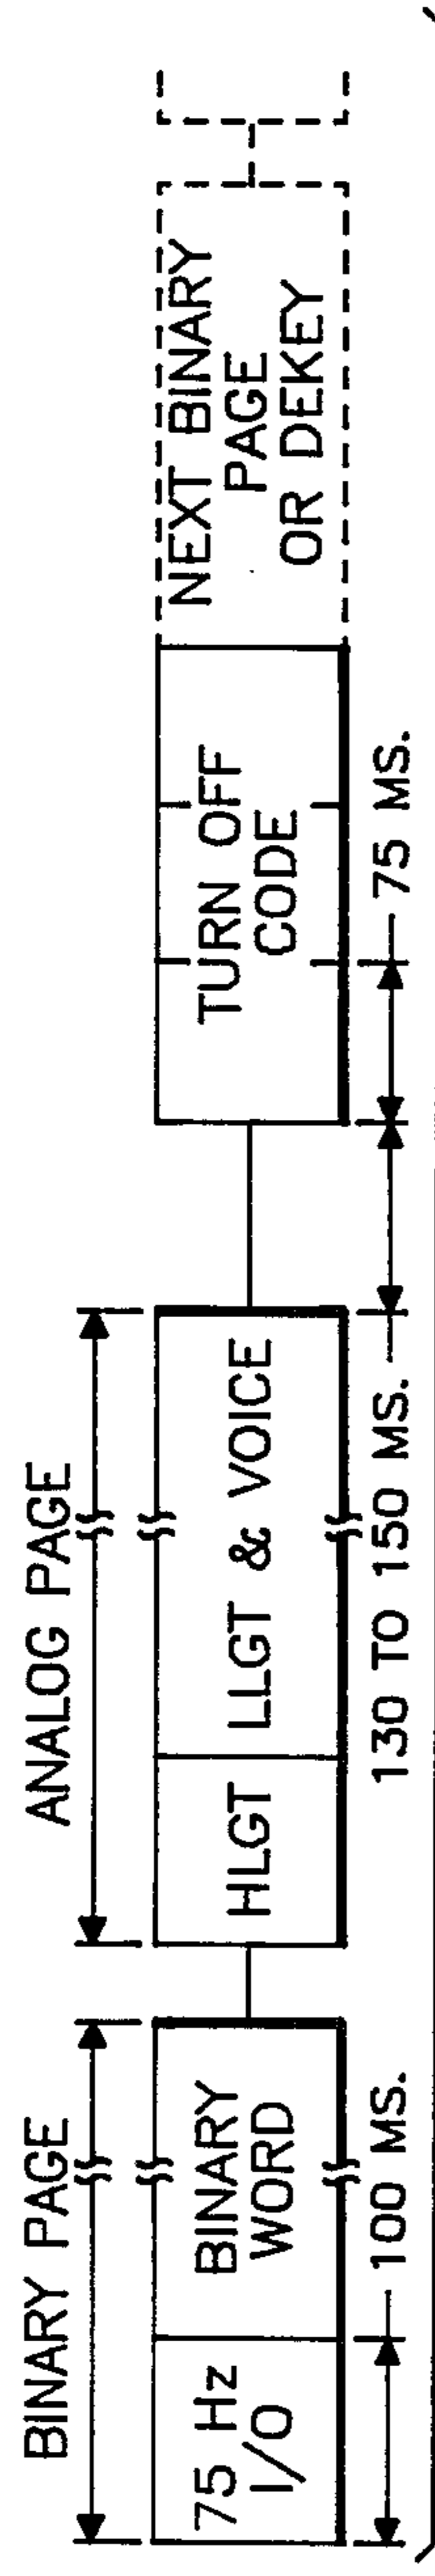 BINARY PAGE
ANALOG PAGE
75 Hz
I/O
BINARY
WORD
HLGT
LLGT & VOICE
TURN OFF
CODE
NEXT BINARY
PAGE
OR DEKEY
100 MS.
130 TO 150 MS.
75 MS.